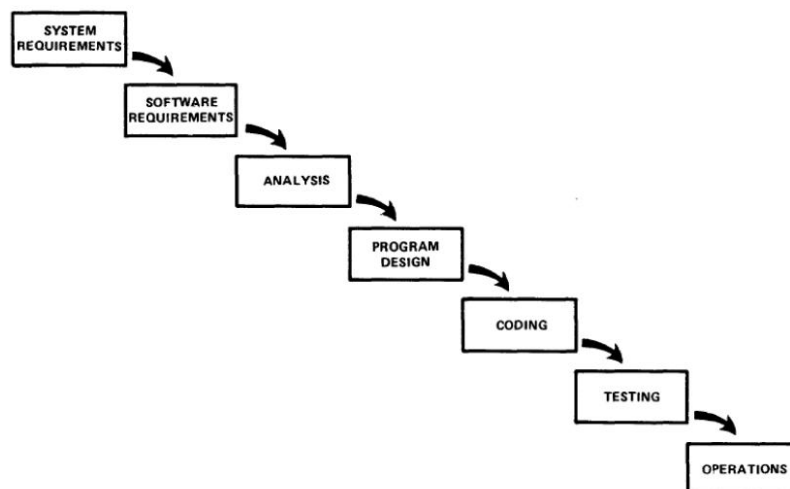 SYSTEM
REQUIREMENTS
SOFTWARE
REQUIREMENTS
ANALYSIS
PROGRAM
DESIGN
CODING
TESTING
OPERATIONS